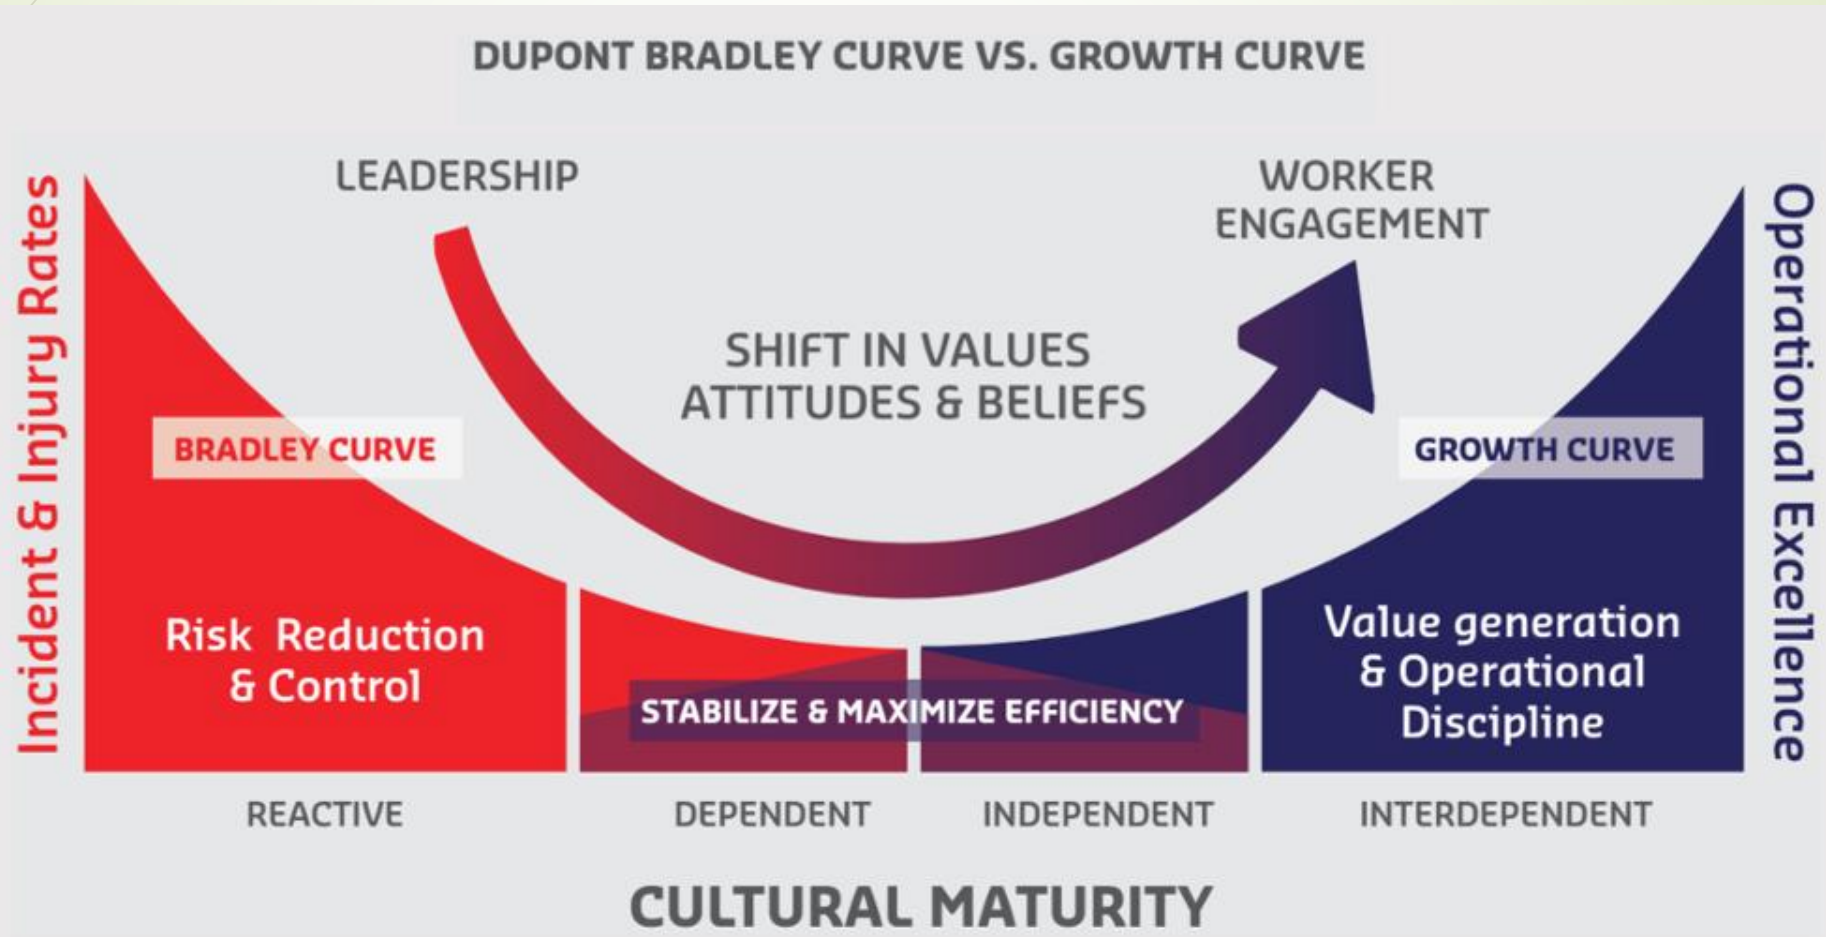 DUPONT BRADLEY CURVE VS. GROWTH CURVE
LEADERSHIP
WORKER
ENGAGEMENT
Incident & Injury Rates
Operational Excellence
SHIFT IN VALUES
ATTITUDES & BELIEFS
BRADLEY CURVE
GROWTH CURVE
Risk Reduction
& Control
STABILIZE & MAXIMIZE EFFICIENCY
Value generation
& Operational
Discipline
REACTIVE
DEPENDENT
INDEPENDENT
INTERDEPENDENT
CULTURAL MATURITY